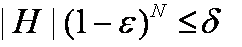 | H | (1 − ε)^N ≤ δ